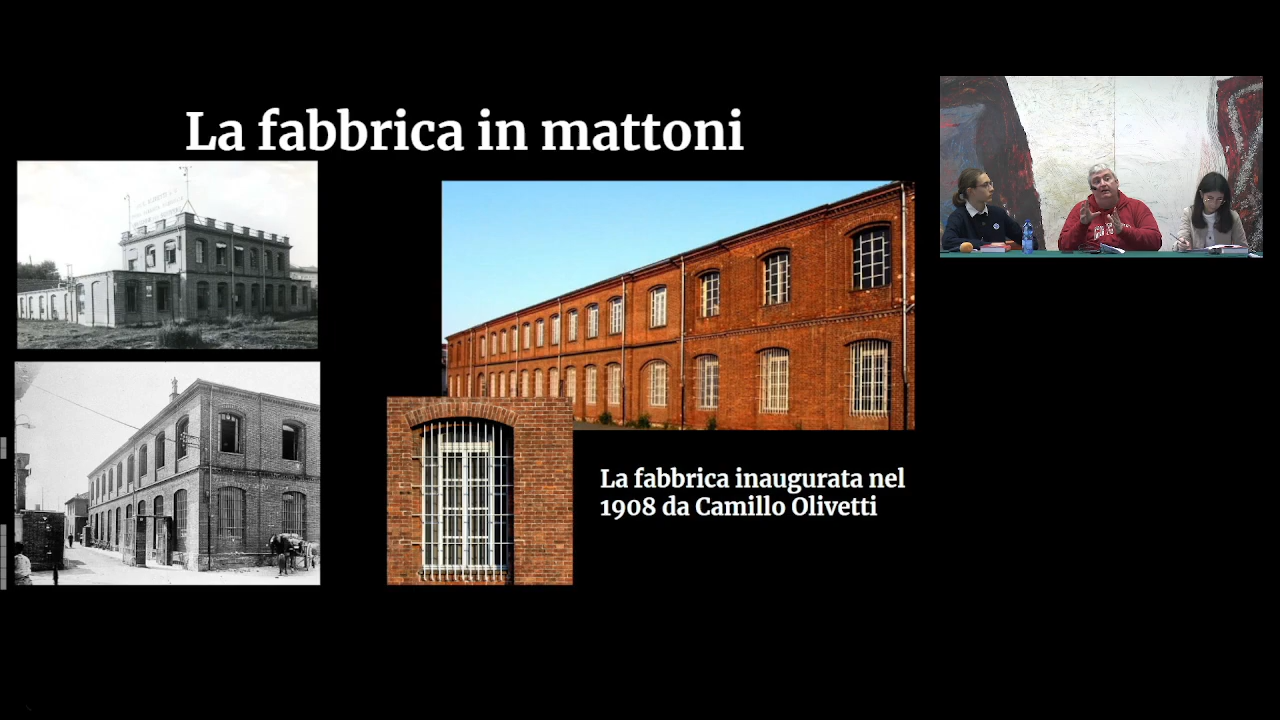 La fabbrica in mattoni
La fabbrica inaugurata nel
1908 da Camillo Olivetti